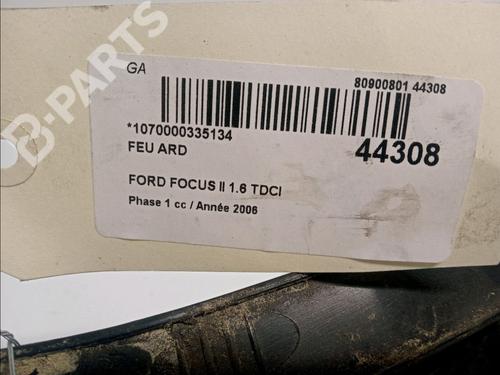 B-PARTS
GA
80900801 44308
*1070000335134
44308
FEU ARD
FORD FOCUS II 1.6 TDCI
Phase 1 cc / Année 2006